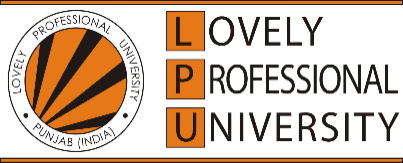 LOVELY PROFESSIONAL UNIVERSITY
• PUNJAB (INDIA) •
LOVELY
PROFESSIONAL
UNIVERSITY